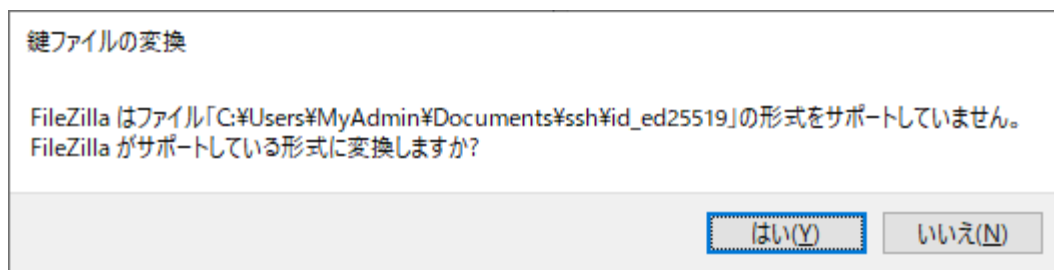 鍵ファイルの変換
FileZilla はファイル「C:¥Users¥MyAdmin¥Documents¥ssh¥id_ed25519」の形式をサポートしていません。
FileZilla がサポートしている形式に変換しますか?
はい(Y) いいえ(N)